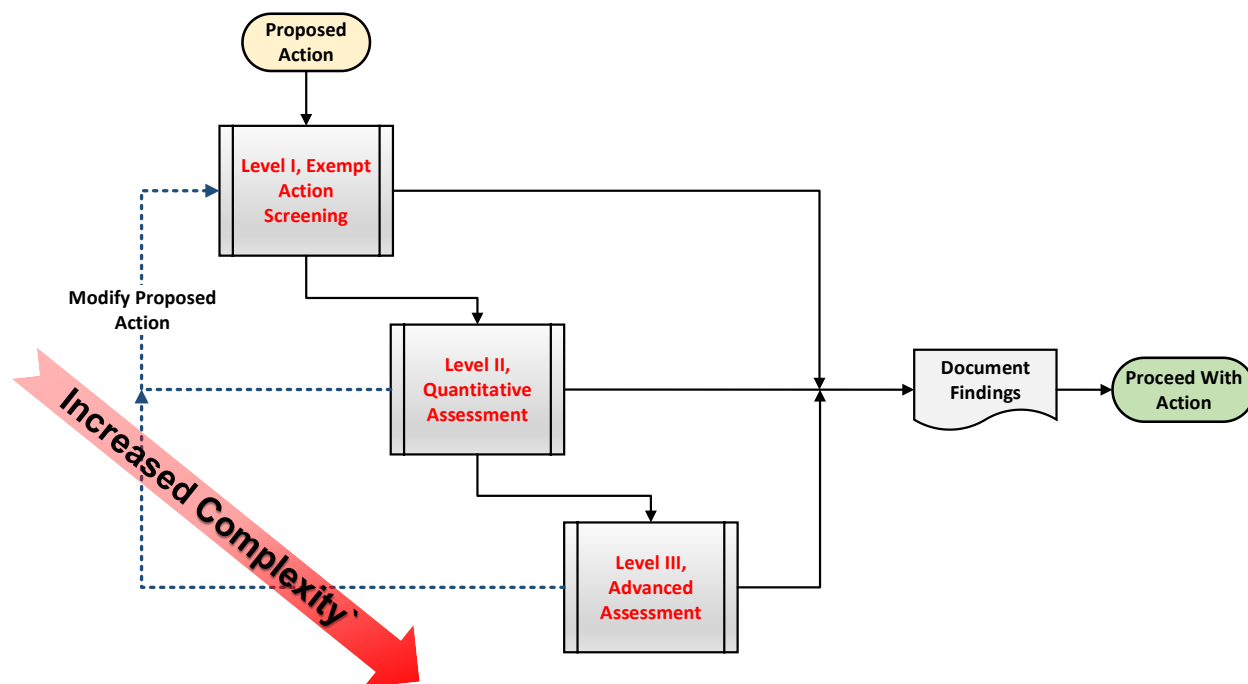 Proposed
Action
Level I, Exempt
Action
Screening
Modify Proposed
Action
Level II,
Quantitative
Assessment
Document
Findings
Proceed With
Action
Increased Complexity`
Level III,
Advanced
Assessment